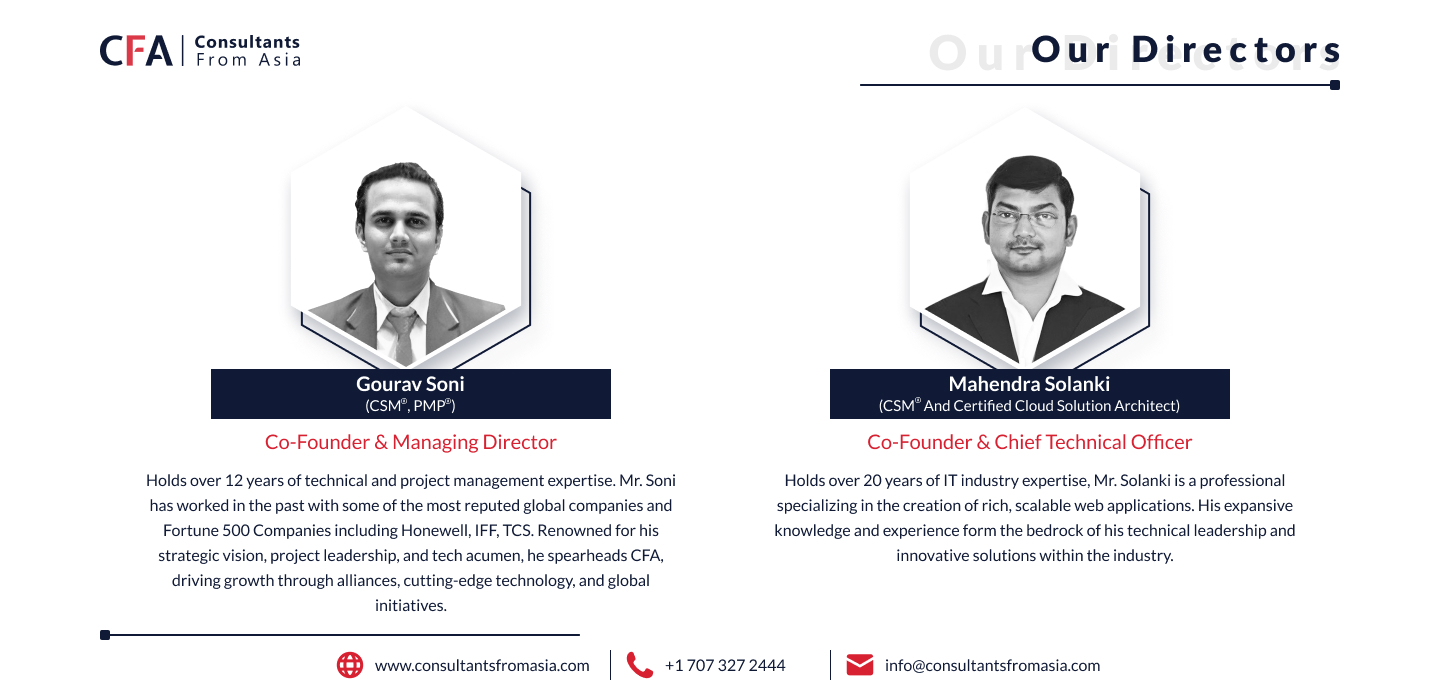 CFA Consultants
From Asia
Our Directors
Our Directors
Gourav Soni
(CSM®, PMP®)
Co-Founder & Managing Director
Holds over 12 years of technical and project management expertise. Mr. Soni
has worked in the past with some of the most reputed global companies and
Fortune 500 Companies including Honewell, IFF, TCS. Renowned for his
strategic vision, project leadership, and tech acumen, he spearheads CFA,
driving growth through alliances, cutting-edge technology, and global
initiatives.
Mahendra Solanki
(CSM® And Certified Cloud Solution Architect)
Co-Founder & Chief Technical Officer
Holds over 20 years of IT industry expertise, Mr. Solanki is a professional
specializing in the creation of rich, scalable web applications. His expansive
knowledge and experience form the bedrock of his technical leadership and
innovative solutions within the industry.
www.consultantsfromasia.com
+1 707 327 2444
info@consultantsfromasia.com